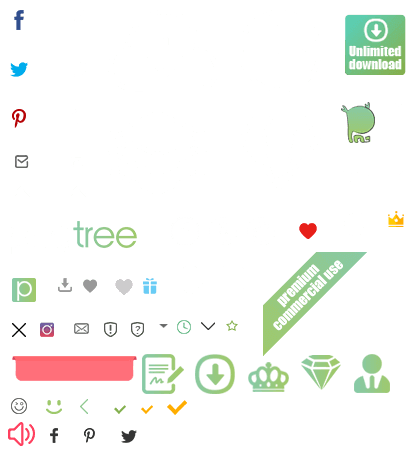 Unlimited
download
tree
premium
commercial use